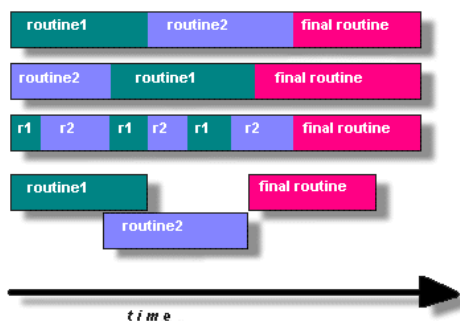 routine1 routine2 final routine
routine2 routine1 final routine
r1 r2 r1 r2 r1 r2 final routine
routine1 final routine
routine2
time